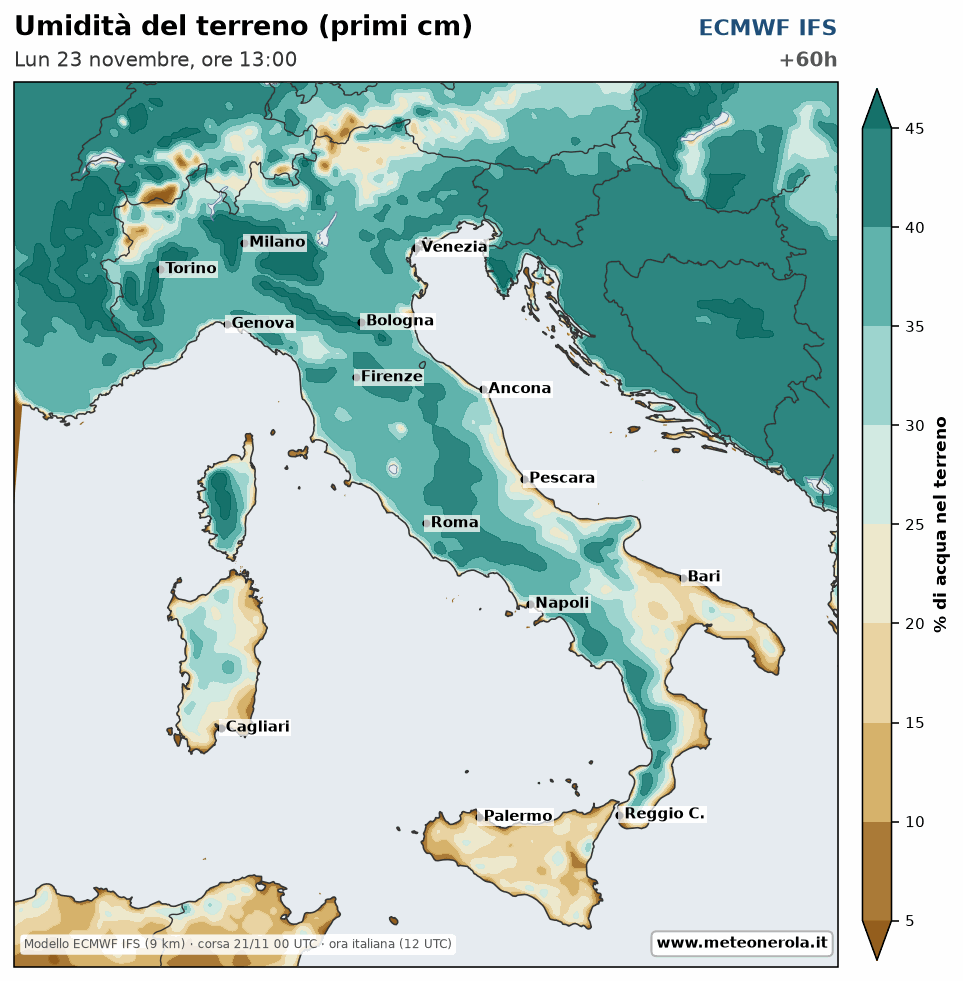 Umidità del terreno (primi cm)
ECMWF IFS
Lun 23 novembre, ore 13:00
+60h
Milano
Venezia
Torino
Genova
Bologna
Firenze
Ancona
Pescara
Roma
Bari
Napoli
Cagliari
Palermo
Reggio C.
45
40
35
30
25
20
15
10
5
% di acqua nel terreno
Modello ECMWF IFS (9 km) · corsa 21/11 00 UTC · ora italiana (12 UTC)
www.meteonerola.it